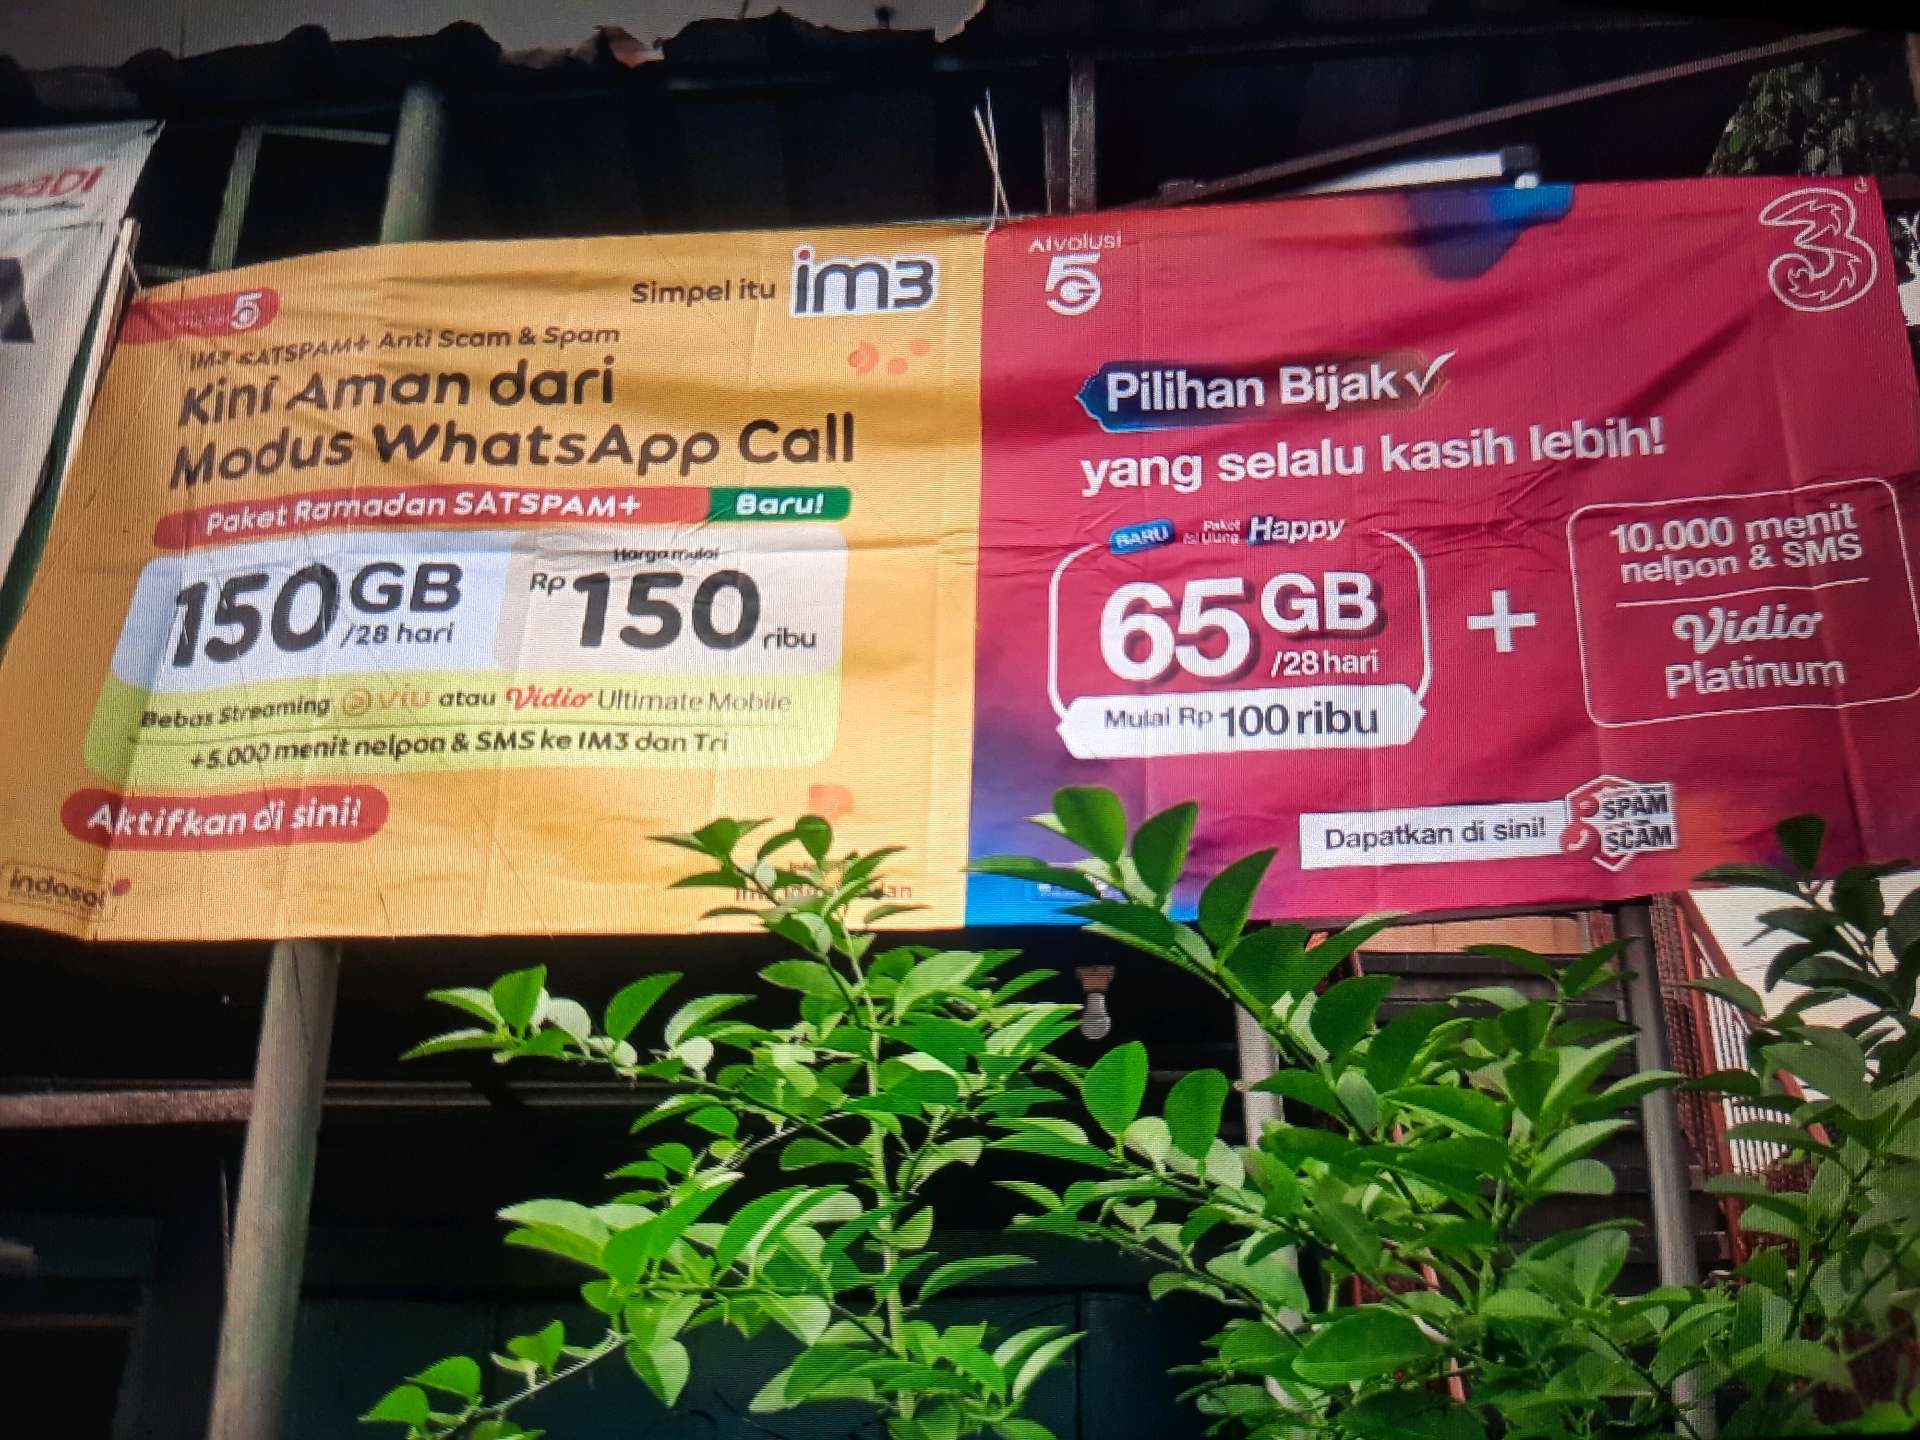 Simpel itu im3
5G
IM3 SATSPAM+ Anti Scam & Spam
Kini Aman dari
Modus WhatsApp Call
Paket Ramadan SATSPAM+ Baru!
150GB
/28 hari
Harga mulai
Rp 150 ribu
Bebas Streaming viu atau Vidio Ultimate Mobile
+5.000 menit nelpon & SMS ke IM3 dan Tri
Aktifkan di sini!
indosat
AIvolusi
5G
3
Pilihan Bijak
yang selalu kasih lebih!
BARU Paket Happy
65GB
/28 hari
Mulai Rp 100 ribu
+
10.000 menit
nelpon & SMS
Vidio
Platinum
Dapatkan di sini!
SPAM
SCAM